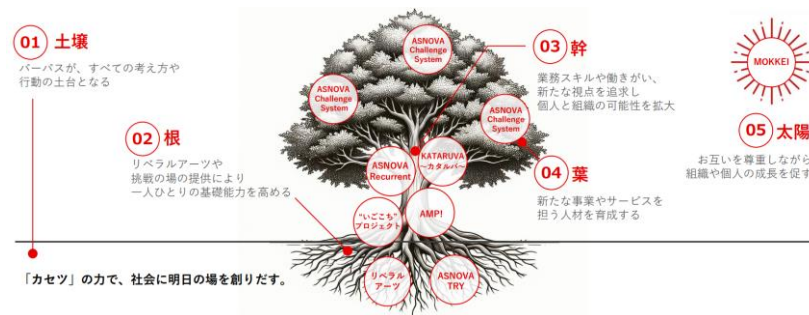 01 土壌
パーパスが、すべての考え方や
行動の土台となる
02 根
リベラルアーツや
挑戦の場の提供により
一人ひとりの基礎能力を高める
ASNOVA
Challenge
System
ASNOVA
Challenge
System
ASNOVA
Challenge
System
ASNOVA
Recurrent
KATARUVA
～カタルバ～
"いごこち"
プロジェクト
AMP!
リベラル
アーツ
ASNOVA
TRY
03 幹
業務スキルや働きがい、
新たな視点を追求し
個人と組織の可能性を拡大
04 葉
新たな事業やサービスを
担う人材を育成する
MOKKEI
05 太陽
お互いを尊重しながら
組織や個人の成長を促す
「カセツ」の力で、社会に明日の場を創りだす。